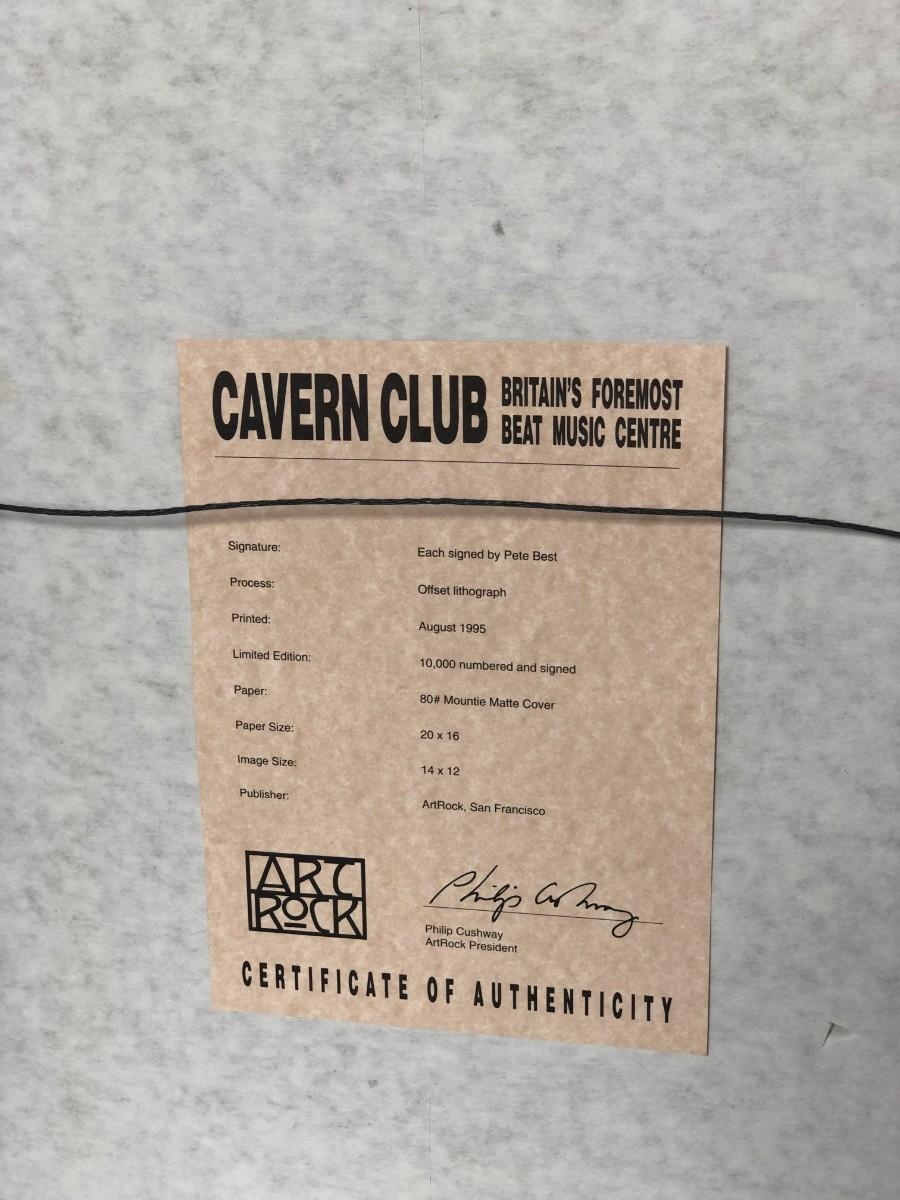 CAVERN CLUB BRITAIN'S FOREMOST
BEAT MUSIC CENTRE
Signature: Each signed by Pete Best
Process: Offset lithograph
Printed: August 1995
Limited Edition: 10,000 numbered and signed
Paper: 80# Mountie Matte Cover
Paper Size: 20 x 16
Image Size: 14 x 12
Publisher: ArtRock, San Francisco
ART
ROCK
Philip Cushway
Philip Cushway
ArtRock President
CERTIFICATE OF AUTHENTICITY